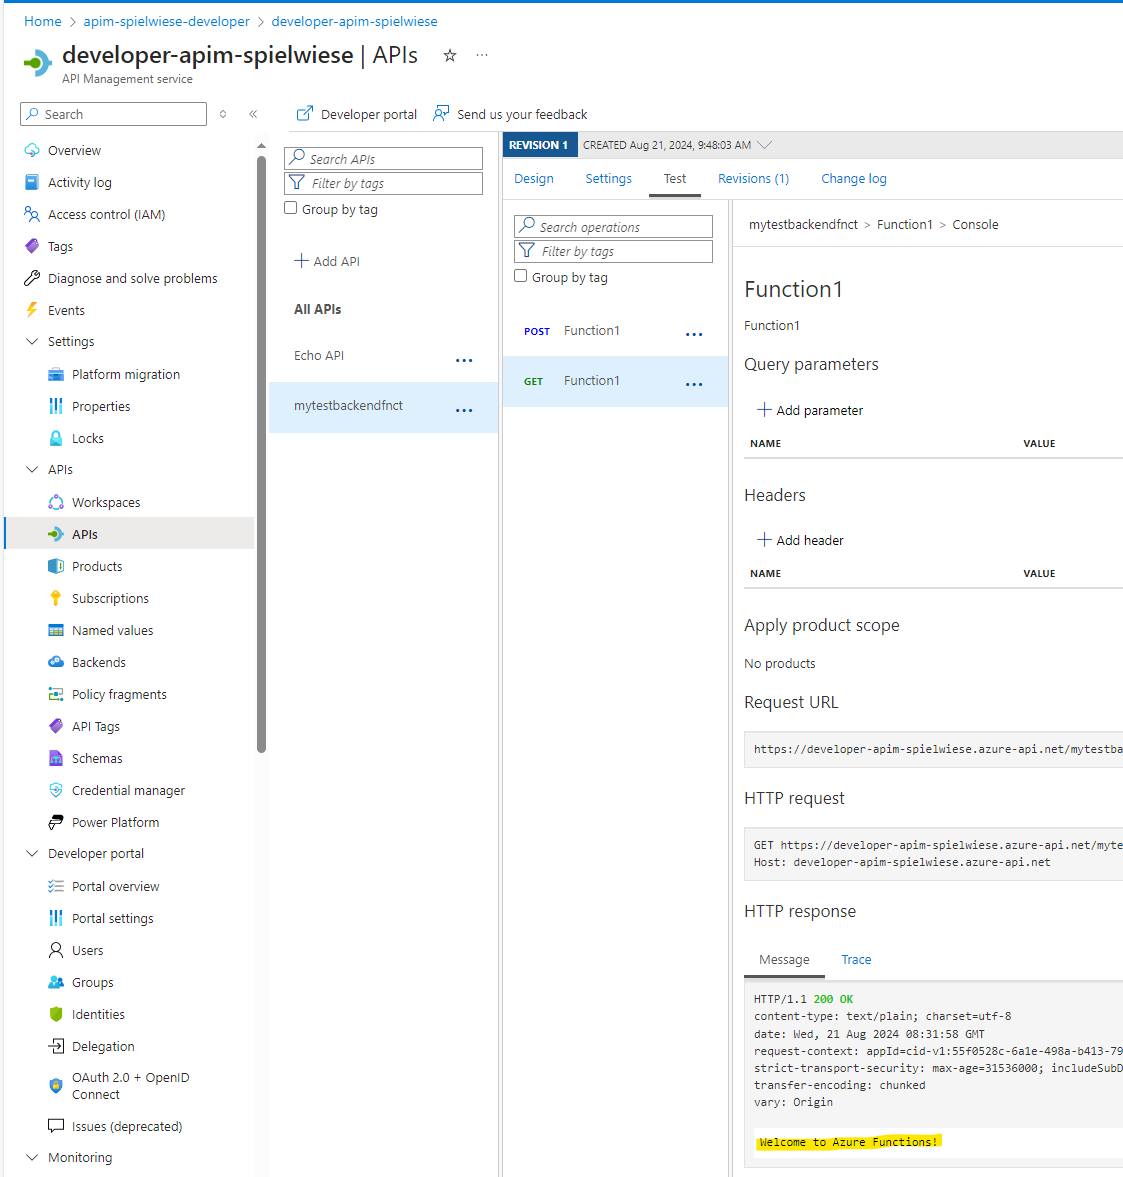 Home > apim-spielwiese-developer > developer-apim-spielwiese
developer-apim-spielwiese | APIs
API Management service
Search
Overview
Activity log
Access control (IAM)
Tags
Diagnose and solve problems
Events
Settings
Platform migration
Properties
Locks
APIs
Workspaces
APIs
Products
Subscriptions
Named values
Backends
Policy fragments
API Tags
Schemas
Credential manager
Power Platform
Developer portal
Portal overview
Portal settings
Users
Groups
Identities
Delegation
OAuth 2.0 + OpenID
Connect
Issues (deprecated)
Monitoring
Developer portal
Send us your feedback
Search APIs
Filter by tags
Group by tag
Add API
All APIs
Echo API
mytestbackendfnct
REVISION 1 CREATED Aug 21, 2024, 9:48:03 AM
Design Settings Test Revisions (1) Change log
Search operations
Filter by tags
Group by tag
POST Function1
GET Function1
mytestbackendfnct > Function1 > Console
Function1
Function1
Query parameters
Add parameter
NAME VALUE
Headers
Add header
NAME VALUE
Apply product scope
No products
Request URL
https://developer-apim-spielwiese.azure-api.net/mytestba
HTTP request
GET https://developer-apim-spielwiese.azure-api.net/myte
Host: developer-apim-spielwiese.azure-api.net
HTTP response
Message Trace
HTTP/1.1 200 OK
content-type: text/plain; charset=utf-8
date: Wed, 21 Aug 2024 08:31:58 GMT
request-context: appId=cid-v1:55f0528c-6a1e-498a-b413-79
strict-transport-security: max-age=31536000; includeSubD
transfer-encoding: chunked
vary: Origin
Welcome to Azure Functions!